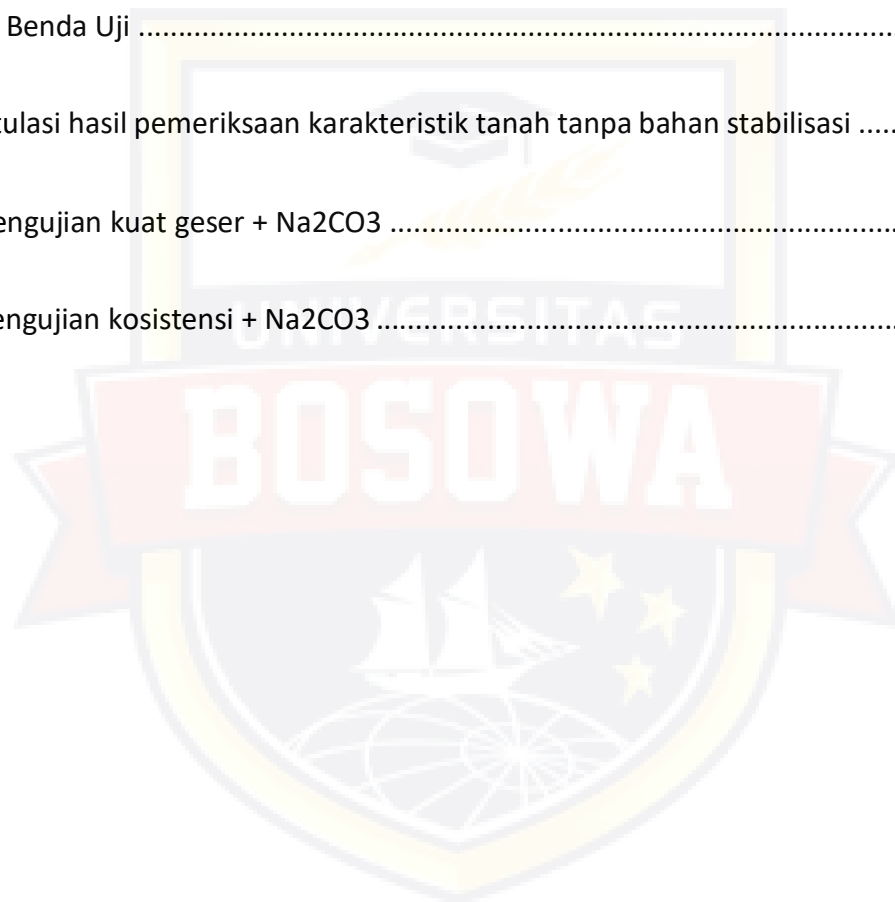 Benda Uji ................................................................................................
tulasi hasil pemeriksaan karakteristik tanah tanpa bahan stabilisasi .....
engujian kuat geser + Na2CO3 ................................................................
engujian kosistensi + Na2CO3 ..................................................................
UNIVERSITAS
BOSOWA